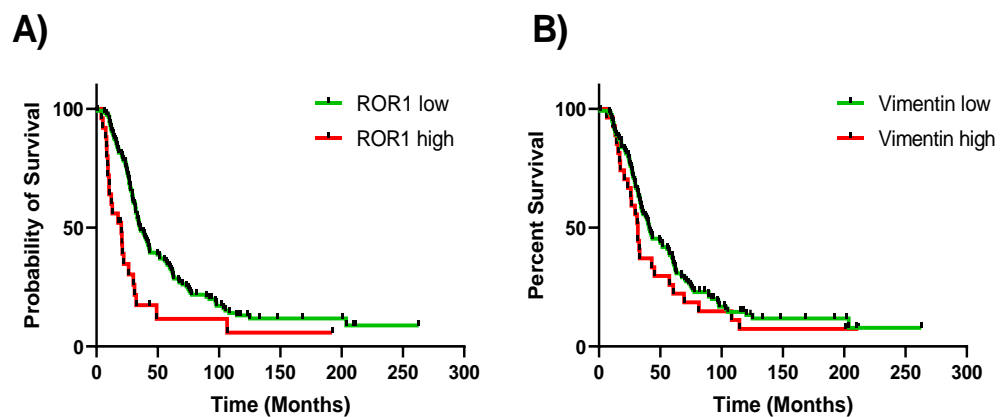 A)
ROR1 low
ROR1 high
Probability of Survival
100
50
0
0 50 100 150 200 250 300
Time (Months)
B)
Vimentin low
Vimentin high
Percent Survival
100
50
0
0 50 100 150 200 250 300
Time (Months)